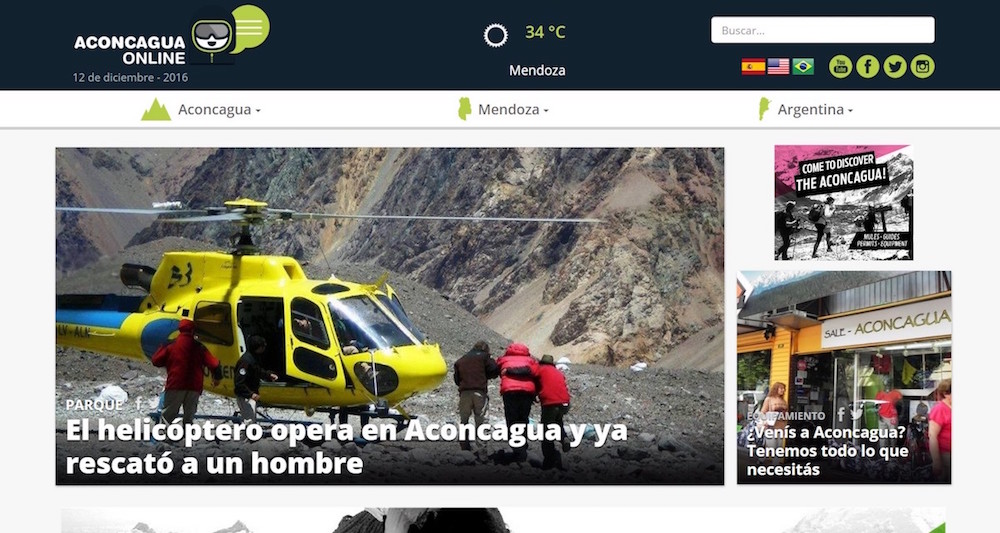 ACONCAGUA
ONLINE
12 de diciembre - 2016
34 °C
Mendoza
Buscar...
You
Tube
Aconcagua
Mendoza
Argentina
COME TO DISCOVER
THE ACONCAGUA!
MULES - GUIDES
PERMITS - EQUIPMENT
SALE - ACONCAGUA
PARQUE
El helicóptero opera en Aconcagua y ya
rescató a un hombre
EQUIPAMIENTO
¿Venís a Aconcagua?
Tenemos todo lo que
necesitás